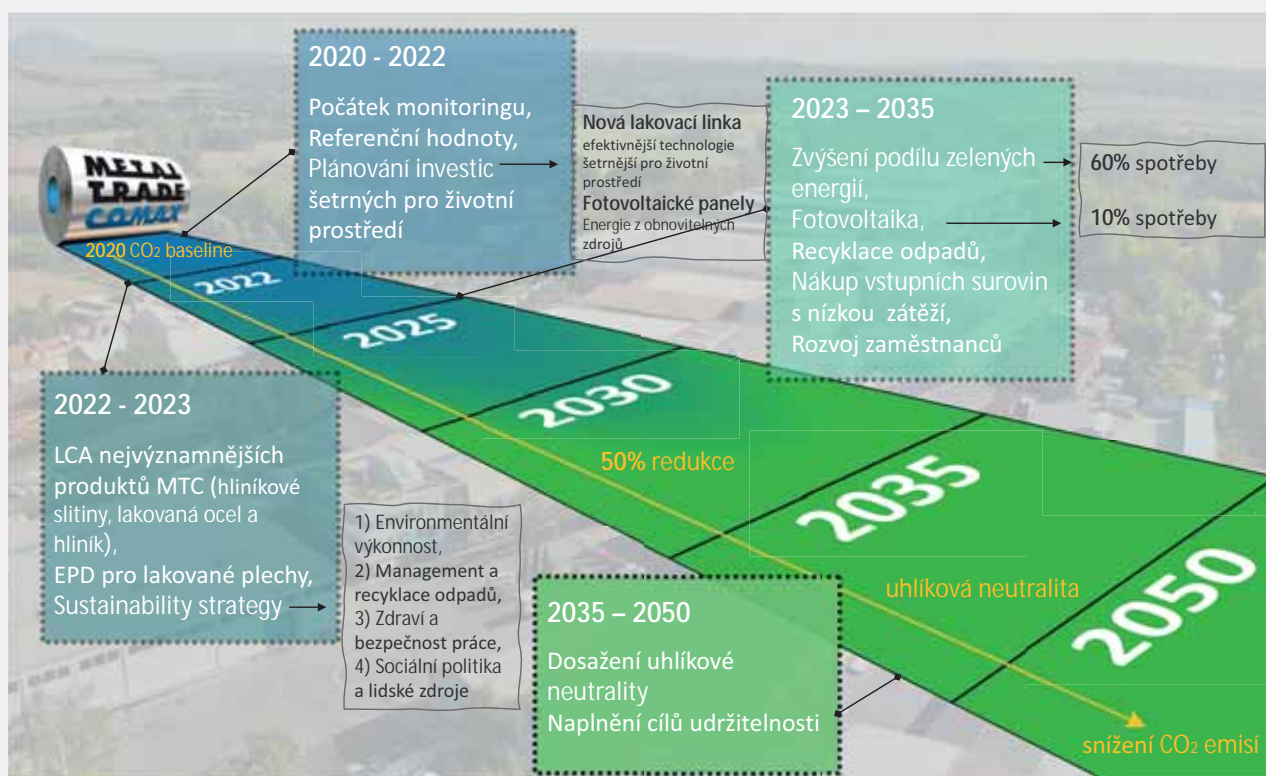 METAL
TRADE
COMAX
2020 CO₂ baseline
2020 - 2022
Počátek monitoringu,
Referenční hodnoty,
Plánování investic
šetrných pro životní
prostředí
Nová lakovací linka
efektivnější technologie
šetrnější pro životní
prostředí
Fotovoltaické panely
Energie z obnovitelných
zdrojů
2023 – 2035
Zvýšení podílu zelených
energií,
Fotovoltaika,
Recyklace odpadů,
Nákup vstupních surovin
s nízkou zátěží,
Rozvoj zaměstnanců
60% spotřeby
10% spotřeby
2022
2025
2030
2035
2050
50% redukce
uhlíková neutralita
snížení CO₂ emisí
2022 - 2023
LCA nejvýznamnějších
produktů MTC (hliníkové
slitiny, lakovaná ocel a
hliník),
EPD pro lakované plechy,
Sustainability strategy
1) Environmentální
výkonnost,
2) Management a
recyklace odpadů,
3) Zdraví a
bezpečnost práce,
4) Sociální politika
a lidské zdroje
2035 – 2050
Dosažení uhlíkové
neutrality
Naplnění cílů udržitelnosti